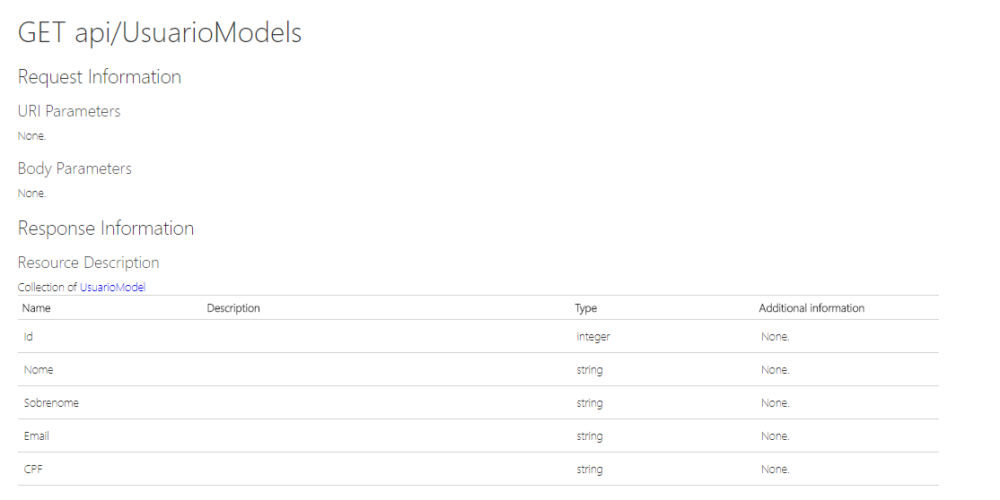 GET api/UsuarioModels
Request Information
URI Parameters
None.
Body Parameters
None.
Response Information
Resource Description
Collection of UsuarioModel
Name Description Type Additional information
Id integer None.
Nome string None.
Sobrenome string None.
Email string None.
CPF string None.